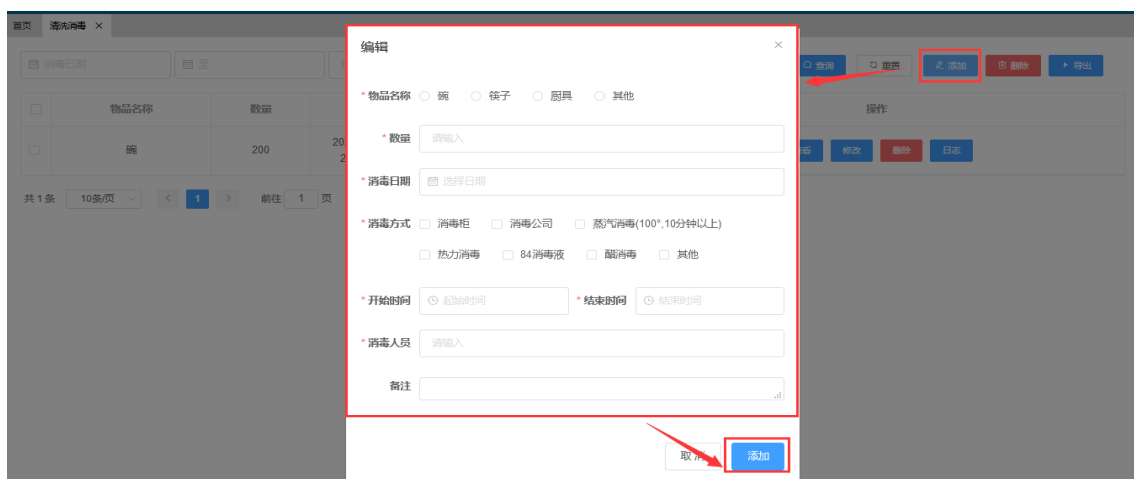 首页 清洗消毒 ×
消毒日期 至 查询 重置 添加 删除 导出
物品名称 数量 操作
碗 200 20 2 修改 删除 日志
共1条 10条/页 < 1 > 前往 1 页
编辑 ×
*物品名称 碗 筷子 厨具 其他
*数量 请输入
*消毒日期 选择日期
*消毒方式 消毒柜 消毒公司 蒸汽消毒(100°,10分钟以上)
热力消毒 84消毒液 醋消毒 其他
*开始时间 起始时间 *结束时间 结束时间
*消毒人员 请输入
备注
取消 添加